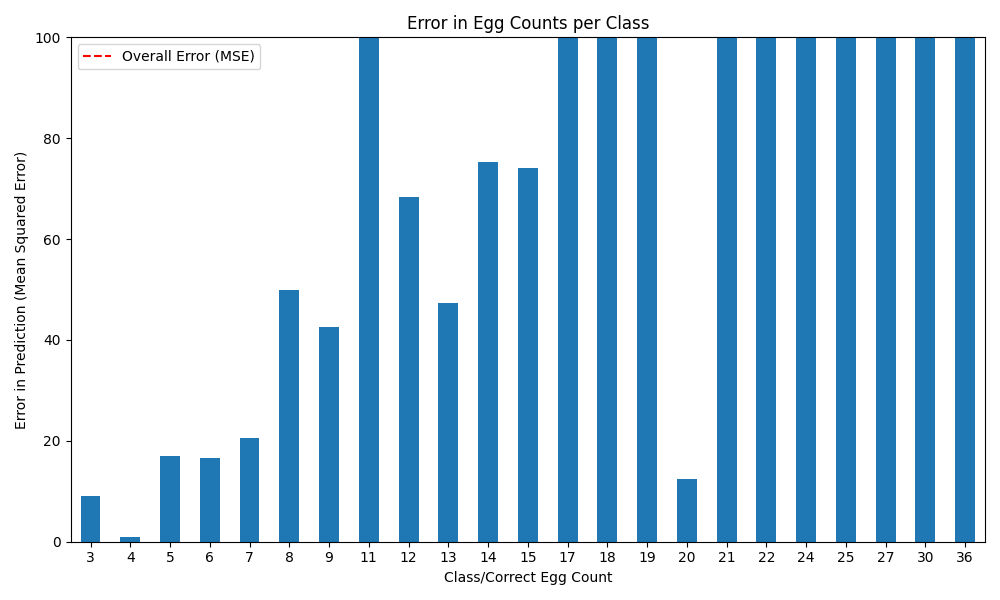 Error in Egg Counts per Class
Overall Error (MSE)
Error in Prediction (Mean Squared Error)
100
80
60
40
20
0
3 4 5 6 7 8 9 11 12 13 14 15 17 18 19 20 21 22 24 25 27 30 36
Class/Correct Egg Count